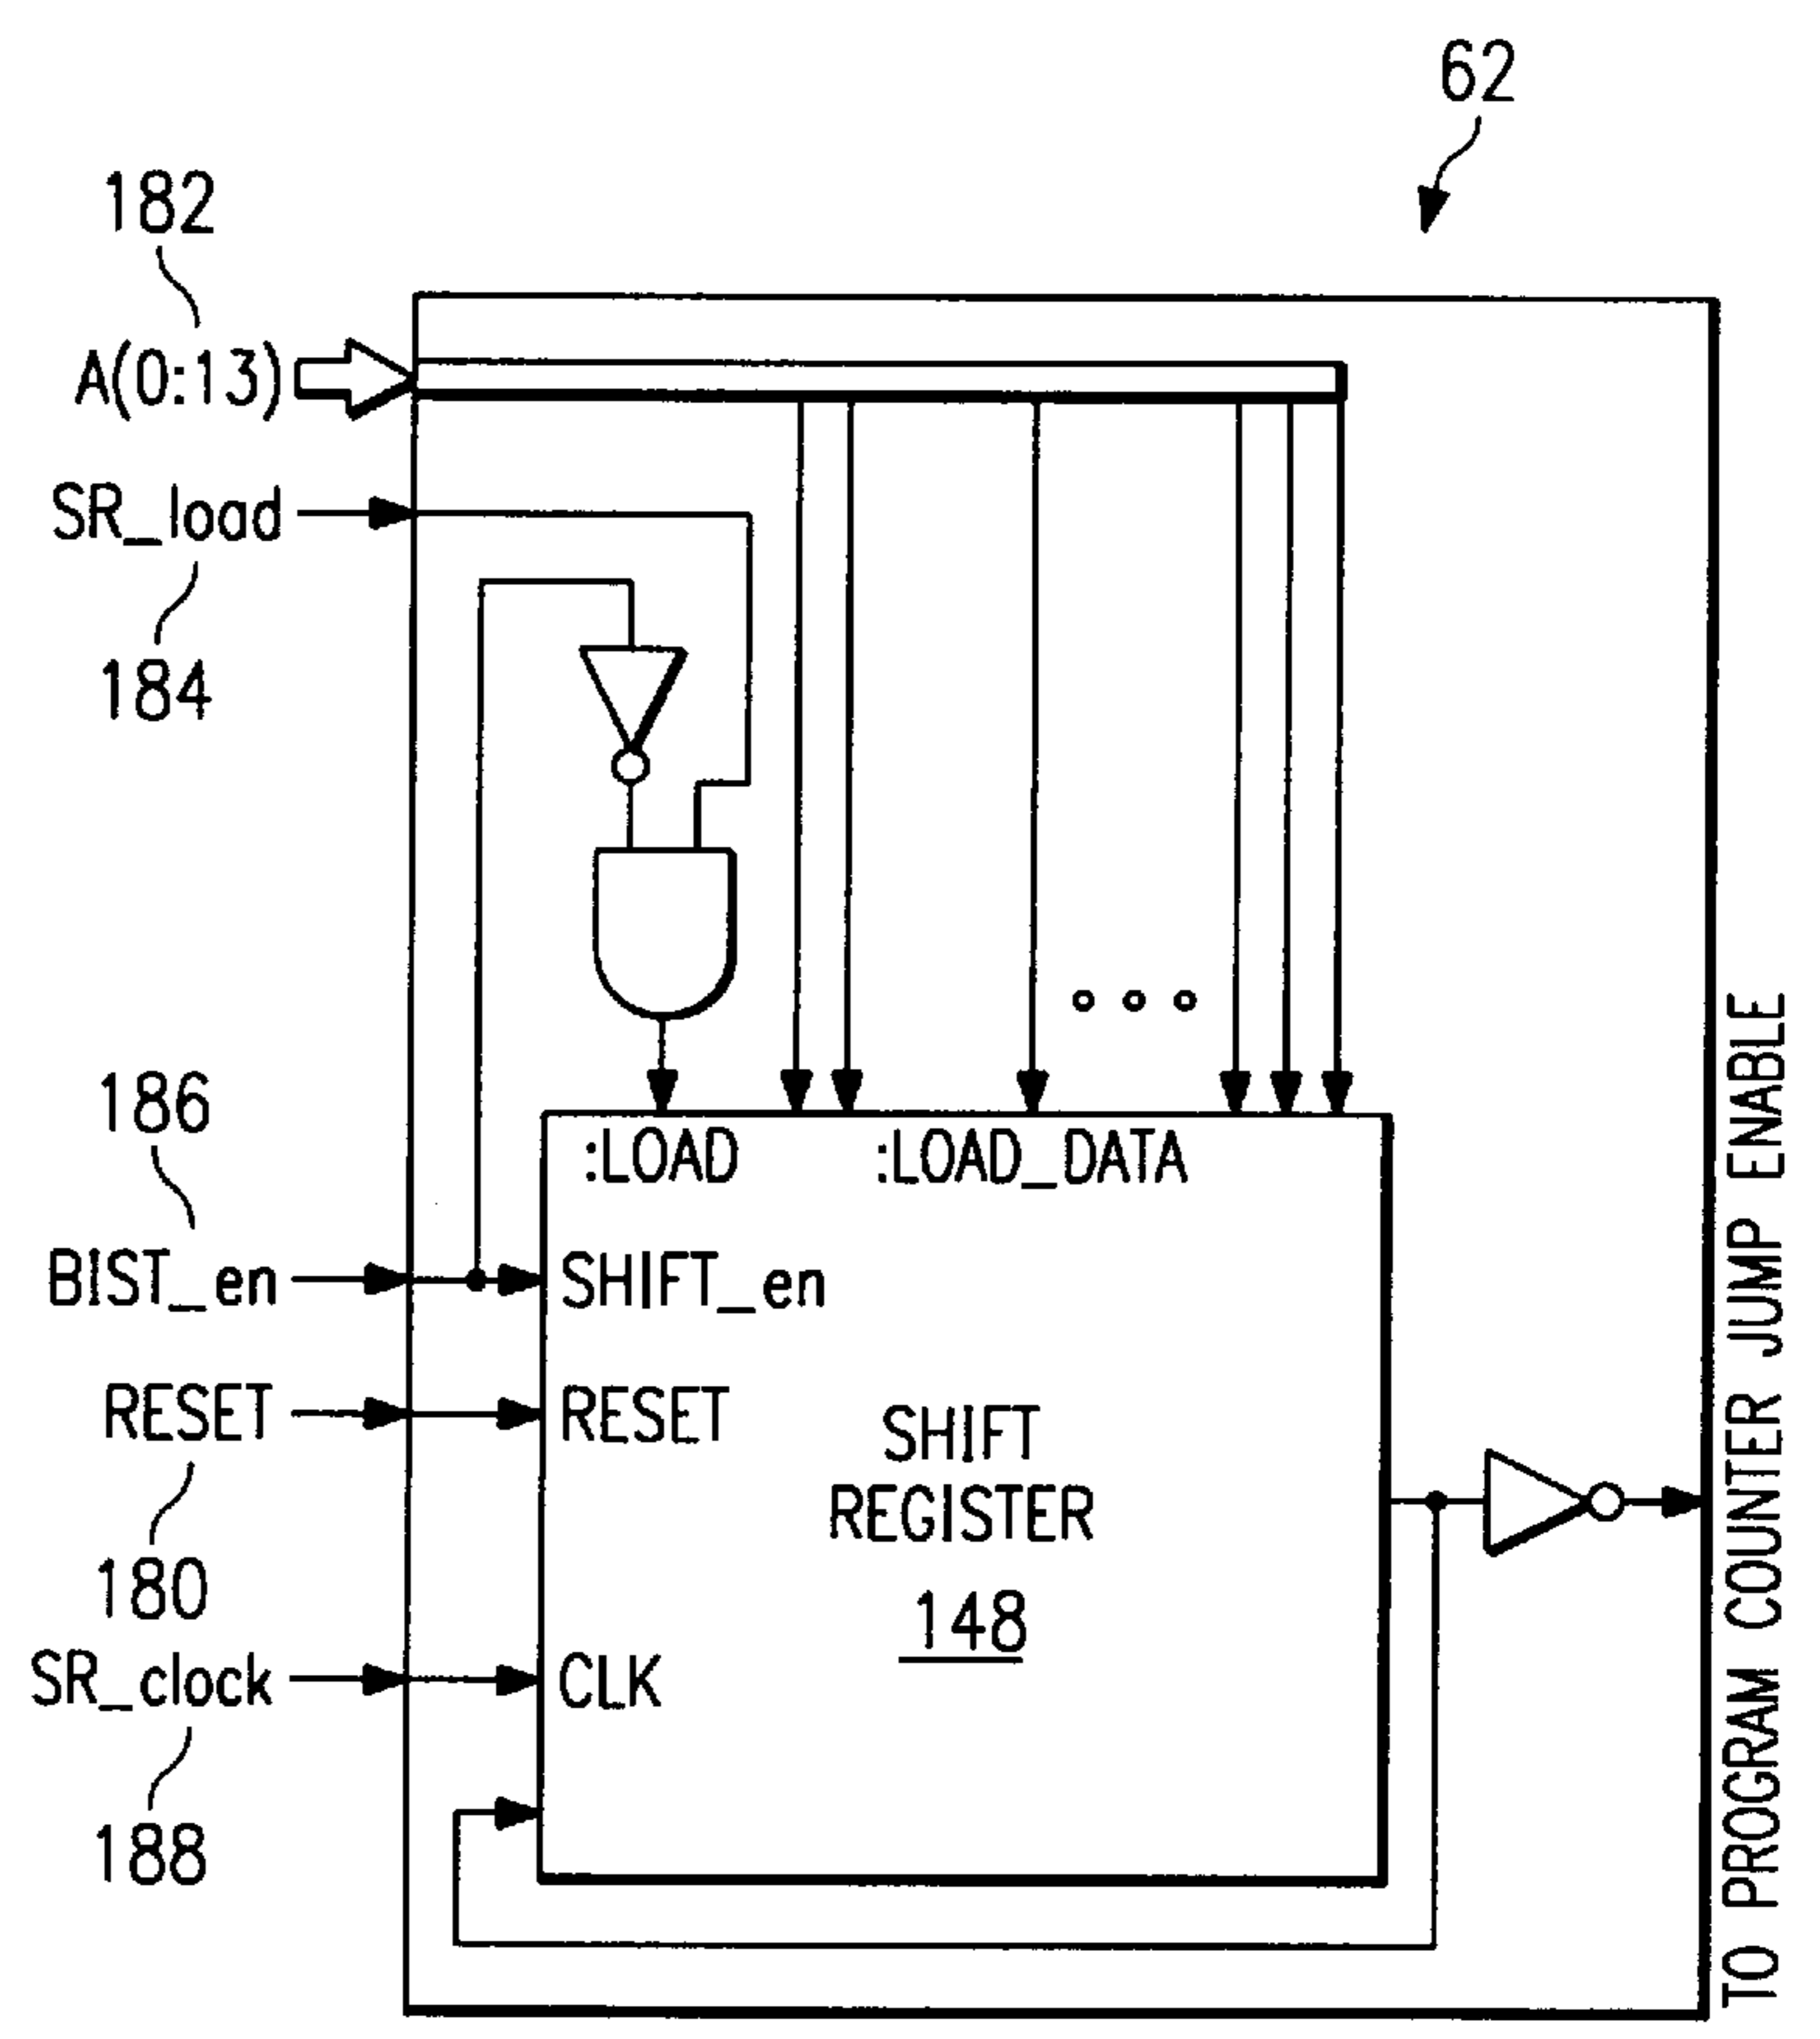 62
182
A(0:13)
SR_load
184
186
:LOAD
:LOAD_DATA
BIST_en
SHIFT_en
RESET
RESET
SHIFT
REGISTER
148
180
SR_clock
CLK
188
TO PROGRAM COUNTER JUMP ENABLE